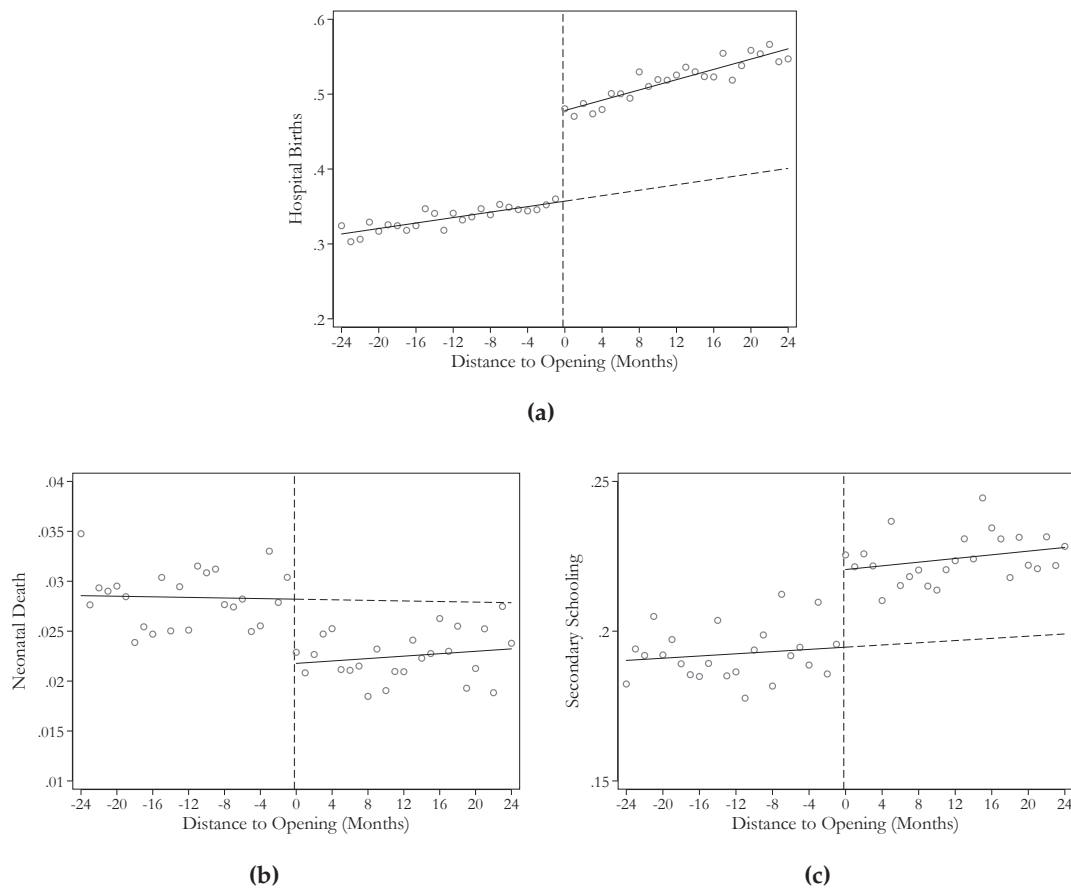 .6
.5
.4
.3
.2
Hospital Births
-24 -20 -16 -12 -8 -4 0 4 8 12 16 20 24
Distance to Opening (Months)
(a)
.04
.035
.03
.025
.02
.015
.01
Neonatal Death
-24 -20 -16 -12 -8 -4 0 4 8 12 16 20 24
Distance to Opening (Months)
(b)
.25
.2
.15
Secondary Schooling
-24 -20 -16 -12 -8 -4 0 4 8 12 16 20 24
Distance to Opening (Months)
(c)